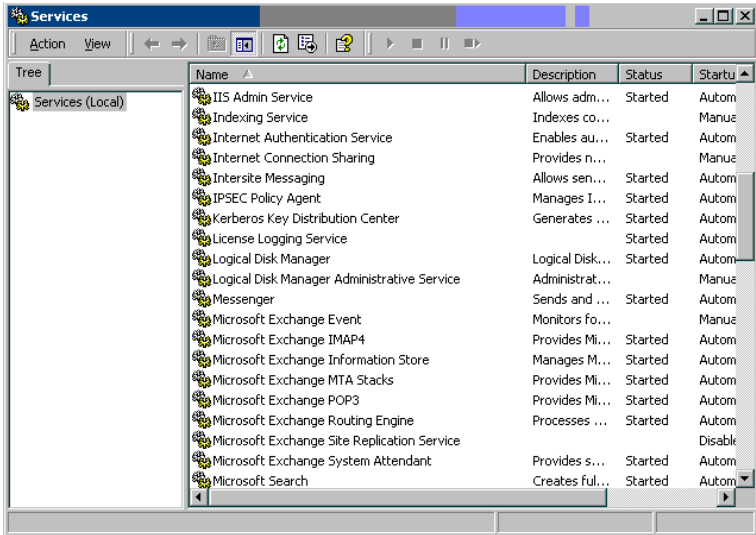 Services
Action View
Tree
Services (Local)
Name Description Status Startu
IIS Admin Service Allows adm... Started Autom
Indexing Service Indexes co... Manua
Internet Authentication Service Enables au... Started Autom
Internet Connection Sharing Provides n... Manua
Intersite Messaging Allows sen... Started Autom
IPSEC Policy Agent Manages I... Started Autom
Kerberos Key Distribution Center Generates ... Started Autom
License Logging Service Started Autom
Logical Disk Manager Logical Disk... Started Autom
Logical Disk Manager Administrative Service Administrat... Manua
Messenger Sends and ... Started Autom
Microsoft Exchange Event Monitors fo... Manua
Microsoft Exchange IMAP4 Provides Mi... Started Autom
Microsoft Exchange Information Store Manages M... Started Autom
Microsoft Exchange MTA Stacks Provides Mi... Started Autom
Microsoft Exchange POP3 Provides Mi... Started Autom
Microsoft Exchange Routing Engine Processes ... Started Autom
Microsoft Exchange Site Replication Service Disable
Microsoft Exchange System Attendant Provides s... Started Autom
Microsoft Search Creates ful... Started Autom